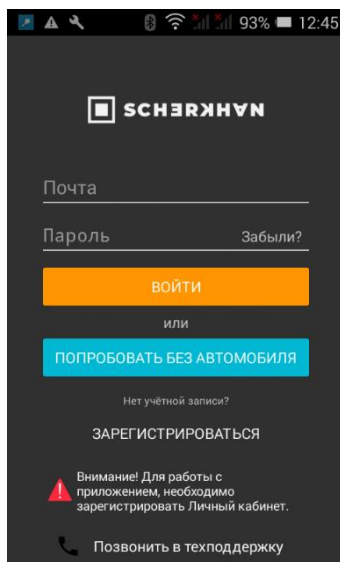 93% 12:45
SCHERKHAN
Почта
Пароль Забыли?
ВОЙТИ
или
ПОПРОБОВАТЬ БЕЗ АВТОМОБИЛЯ
Нет учётной записи?
ЗАРЕГИСТРИРОВАТЬСЯ
Внимание! Для работы с
приложением, необходимо
зарегистрировать Личный кабинет.
Позвонить в техподдержку